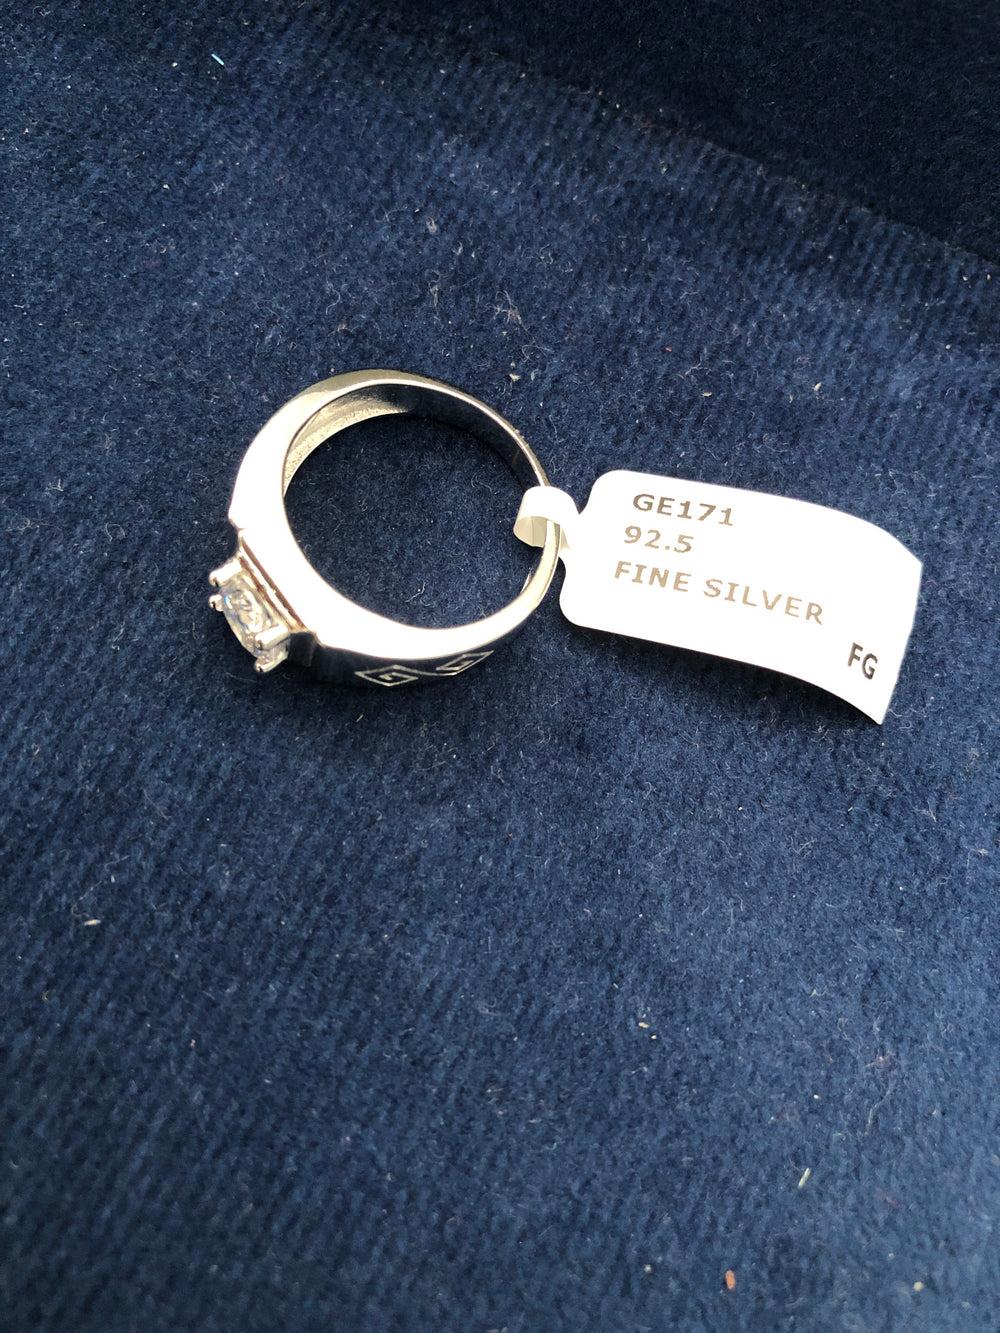 GE171
92.5
FINE SILVER
FG